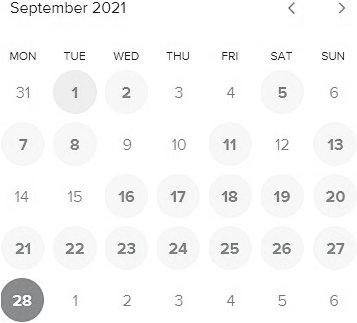 September 2021
MON TUE WED THU FRI SAT SUN
31 1 2 3 4 5 6
7 8 9 10 11 12 13
14 15 16 17 18 19 20
21 22 23 24 25 26 27
28 1 2 3 4 5 6